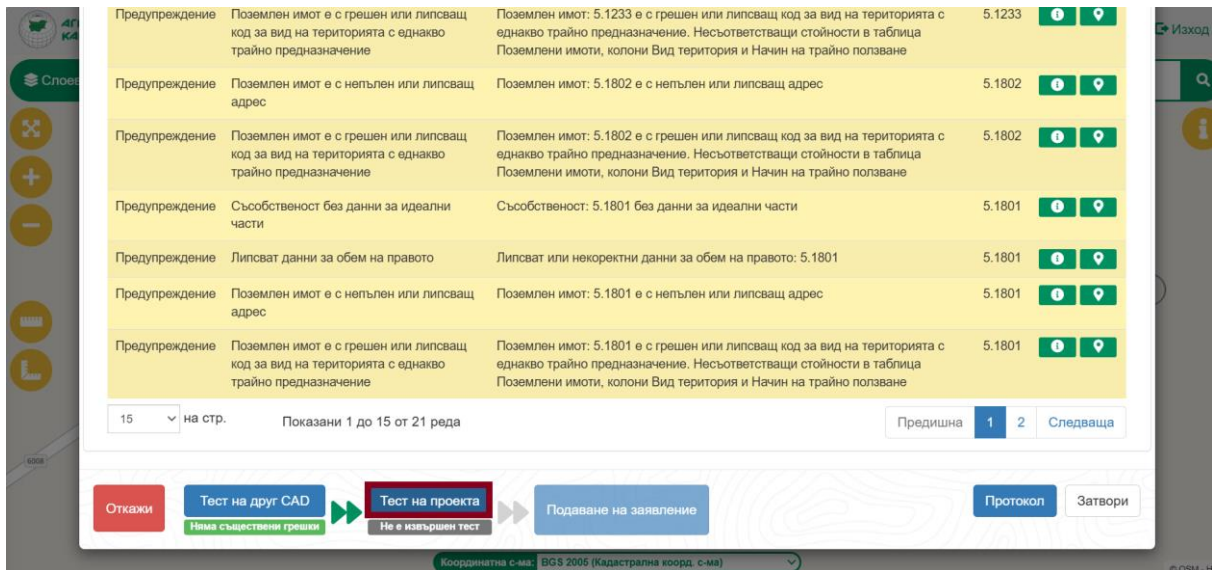 Предупреждение Поземлен имот е с грешен или липсващ Поземлен имот: 5.1233 е с грешен или липсващ код за вид на територията с 5.1233
код за вид на територията с еднакво еднакво трайно предназначение. Несъответстващи стойности в таблица
трайно предназначение Поземлени имоти, колони Вид територия и Начин на трайно ползване
Изход
Слоеве
Предупреждение Поземлен имот е с непълен или липсващ Поземлен имот: 5.1802 е с непълен или липсващ адрес 5.1802
адрес
Предупреждение Поземлен имот е с грешен или липсващ Поземлен имот: 5.1802 е с грешен или липсващ код за вид на територията с 5.1802
код за вид на територията с еднакво еднакво трайно предназначение. Несъответстващи стойности в таблица
трайно предназначение Поземлени имоти, колони Вид територия и Начин на трайно ползване
Предупреждение Съсобственост без данни за идеални Съсобственост: 5.1801 без данни за идеални части 5.1801
части
Предупреждение Липсват данни за обем на правото Липсват или некоректни данни за обем на правото: 5.1801 5.1801
Предупреждение Поземлен имот е с непълен или липсващ Поземлен имот: 5.1801 е с непълен или липсващ адрес 5.1801
адрес
Предупреждение Поземлен имот е с грешен или липсващ Поземлен имот: 5.1801 е с грешен или липсващ код за вид на територията с 5.1801
код за вид на територията с еднакво еднакво трайно предназначение. Несъответстващи стойности в таблица
трайно предназначение Поземлени имоти, колони Вид територия и Начин на трайно ползване
15 на стр. Показани 1 до 15 от 21 реда Предишна 1 2 Следваща
6008
Откажи Тест на друг CAD Тест на проекта Подаване на заявление Протокол Затвори
Няма съществени грешки Не е извършен тест
Координатна с-ма: BGS 2005 (Кадастрална коорд. с-ма)
© OSM - H